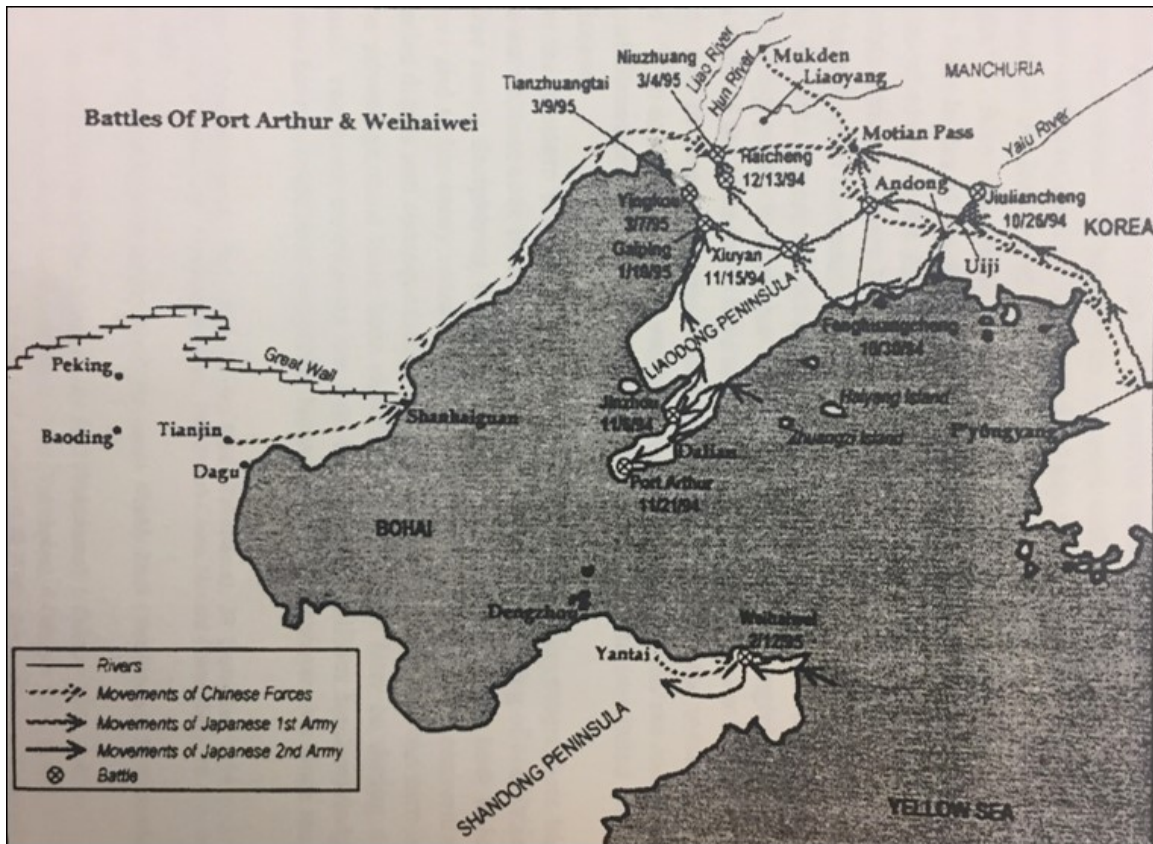 Battles Of Port Arthur & Weihaiwei
Niuzhuang
3/4/95
Tianzhuangtai
3/9/95
Liao River
Hun River
Mukden
Liaoyang
MANCHURIA
Motian Pass
Yalu River
Haicheng
12/13/94
Andong
Jiuliancheng
10/26/94
KOREA
Yingkou
3/7/95
Gaiping
1/10/95
Xiuyan
11/15/94
Uiji
LIAODONG PENINSULA
Fenghuangcheng
10/30/94
Great Wall
Peking
Shanhaiguan
Jinzhou
11/6/94
Haiyang Island
Zhuangzi Island
P'yongyang
Baoding
Tianjin
Dagu
Dalian
Port Arthur
11/21/94
BOHAI
Dengzhou
Weihaiwei
2/12/95
Yantai
SHANDONG PENINSULA
YELLOW SEA
Rivers
Movements of Chinese Forces
Movements of Japanese 1st Army
Movements of Japanese 2nd Army
Battle